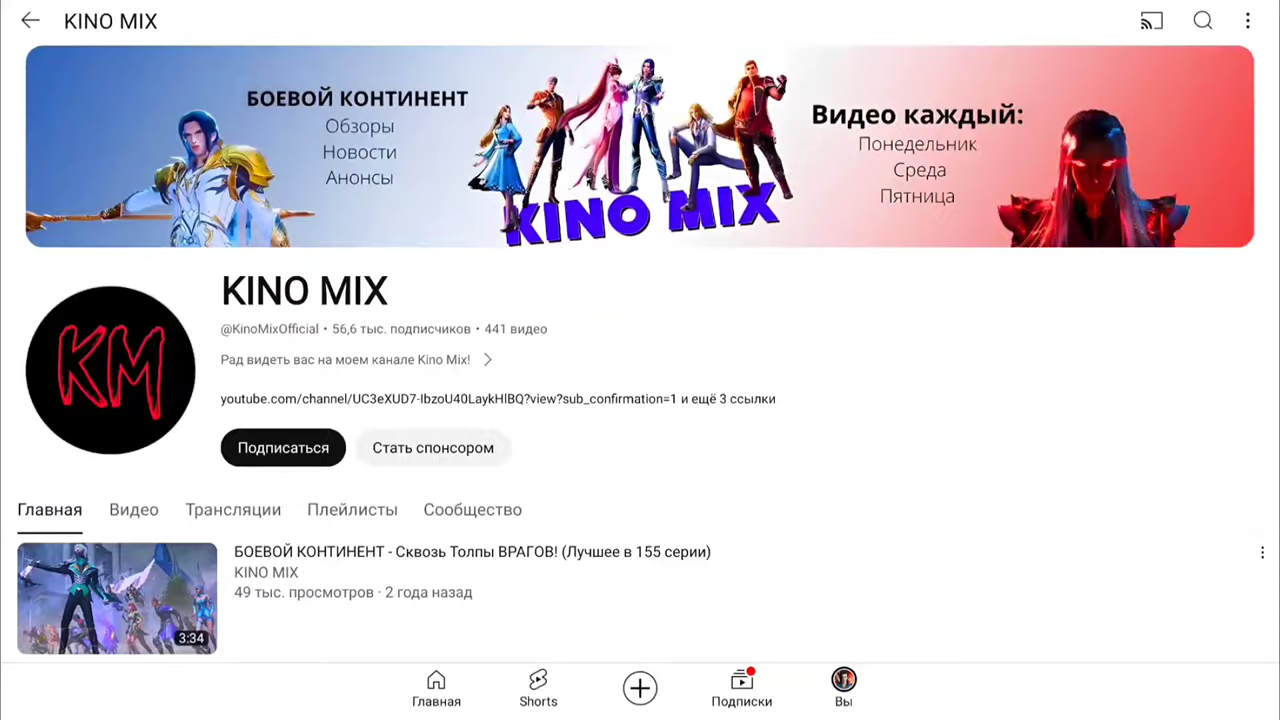 KINO MIX
БОЕВОЙ КОНТИНЕНТ
Обзоры
Новости
Анонсы
KINO MIX
Видео каждый:
Понедельник
Среда
Пятница
KINO MIX
@KinoMixOfficial • 56,6 тыс. подписчиков • 441 видео
Рад видеть вас на моем канале Kino Mix!
youtube.com/channel/UC3eXUD7-IbzoU40LaykHlBQ?view?sub_confirmation=1 и ещё 3 ссылки
Подписаться
Стать спонсором
KM
Главная Видео Трансляции Плейлисты Сообщество
БОЕВОЙ КОНТИНЕНТ - Сквозь Толпы ВРАГОВ! (Лучшее в 155 серии)
KINO MIX
49 тыс. просмотров · 2 года назад
3:34
Главная Shorts Подписки Вы